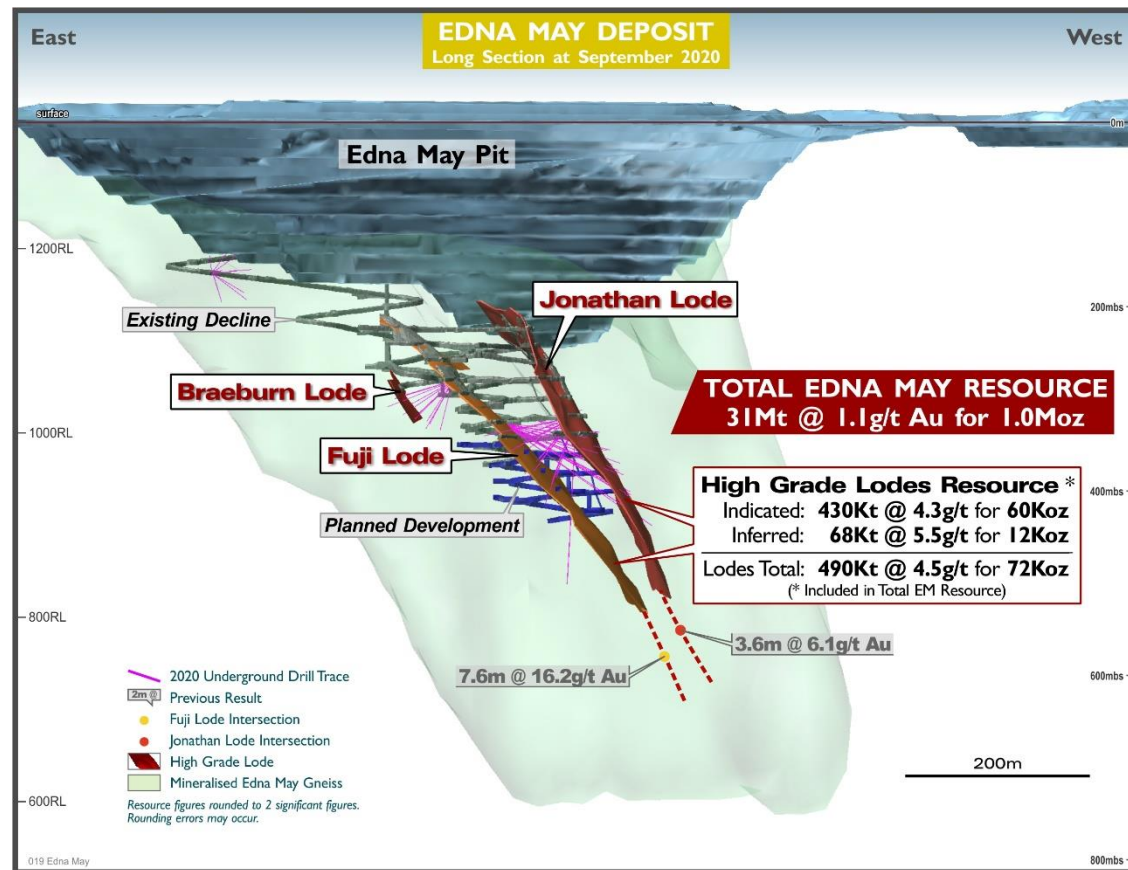 EDNA MAY DEPOSIT
Long Section at September 2020
East
West
surface
0m
Edna May Pit
1200RL
200mbs
Existing Decline
Jonathan Lode
Braeburn Lode
TOTAL EDNA MAY RESOURCE
31Mt @ 1.1g/t Au for 1.0Moz
1000RL
Fuji Lode
400mbs
High Grade Lodes Resource *
Indicated: 430Kt @ 4.3g/t for 60Koz
Inferred: 68Kt @ 5.5g/t for 12Koz
Lodes Total: 490Kt @ 4.5g/t for 72Koz
(* Included in Total EM Resource)
Planned Development
800RL
3.6m @ 6.1g/t Au
7.6m @ 16.2g/t Au
600mbs
2020 Underground Drill Trace
2m @
Previous Result
Fuji Lode Intersection
Jonathan Lode Intersection
High Grade Lode
Mineralised Edna May Gneiss
Resource figures rounded to 2 significant figures.
Rounding errors may occur.
200m
600RL
019 Edna May
800mbs